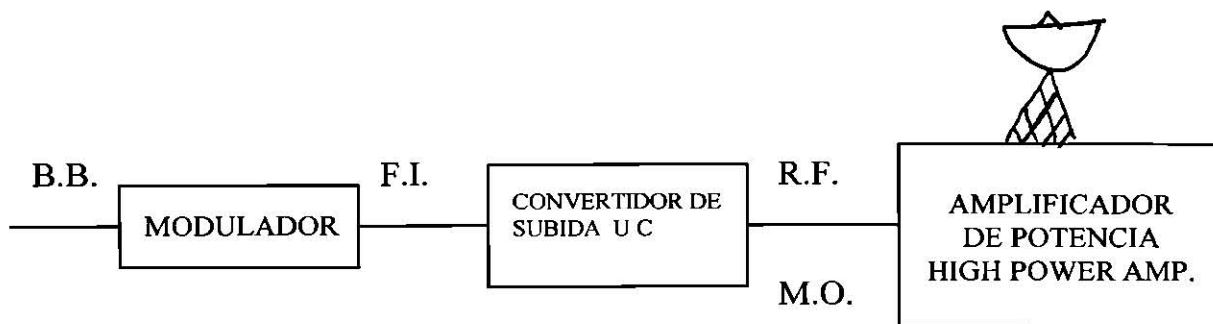 B.B.
MODULADOR
F.I.
CONVERTIDOR DE
SUBIDA U C
R.F.
M.O.
AMPLIFICADOR
DE POTENCIA
HIGH POWER AMP.